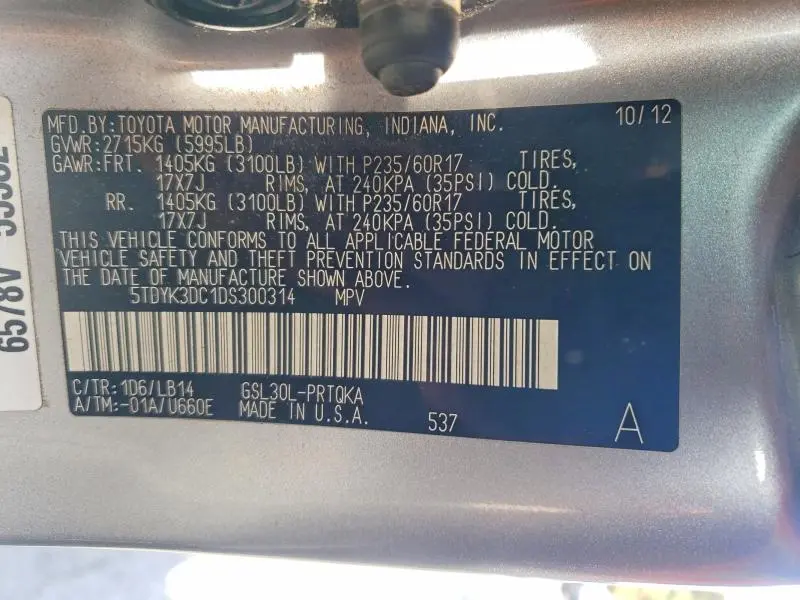 MFD.BY:TOYOTA MOTOR MANUFACTURING, INDIANA, INC. 10/12
GVWR:2715KG (5995LB)
GAWR:FRT. 1405KG (3100LB) WITH P235/60R17 TIRES,
17X7J RIMS, AT 240KPA (35PSI) COLD.
RR. 1405KG (3100LB) WITH P235/60R17 TIRES,
17X7J RIMS, AT 240KPA (35PSI) COLD.
THIS VEHICLE CONFORMS TO ALL APPLICABLE FEDERAL MOTOR
VEHICLE SAFETY AND THEFT PREVENTION STANDARDS IN EFFECT ON
THE DATE OF MANUFACTURE SHOWN ABOVE.
5TDYK3DC1DS300314 MPV
C/TR:1D6/LB14 GSL30L-PRTQKA
A/TM:-01A/U660E MADE IN U.S.A. 537 A
6578V